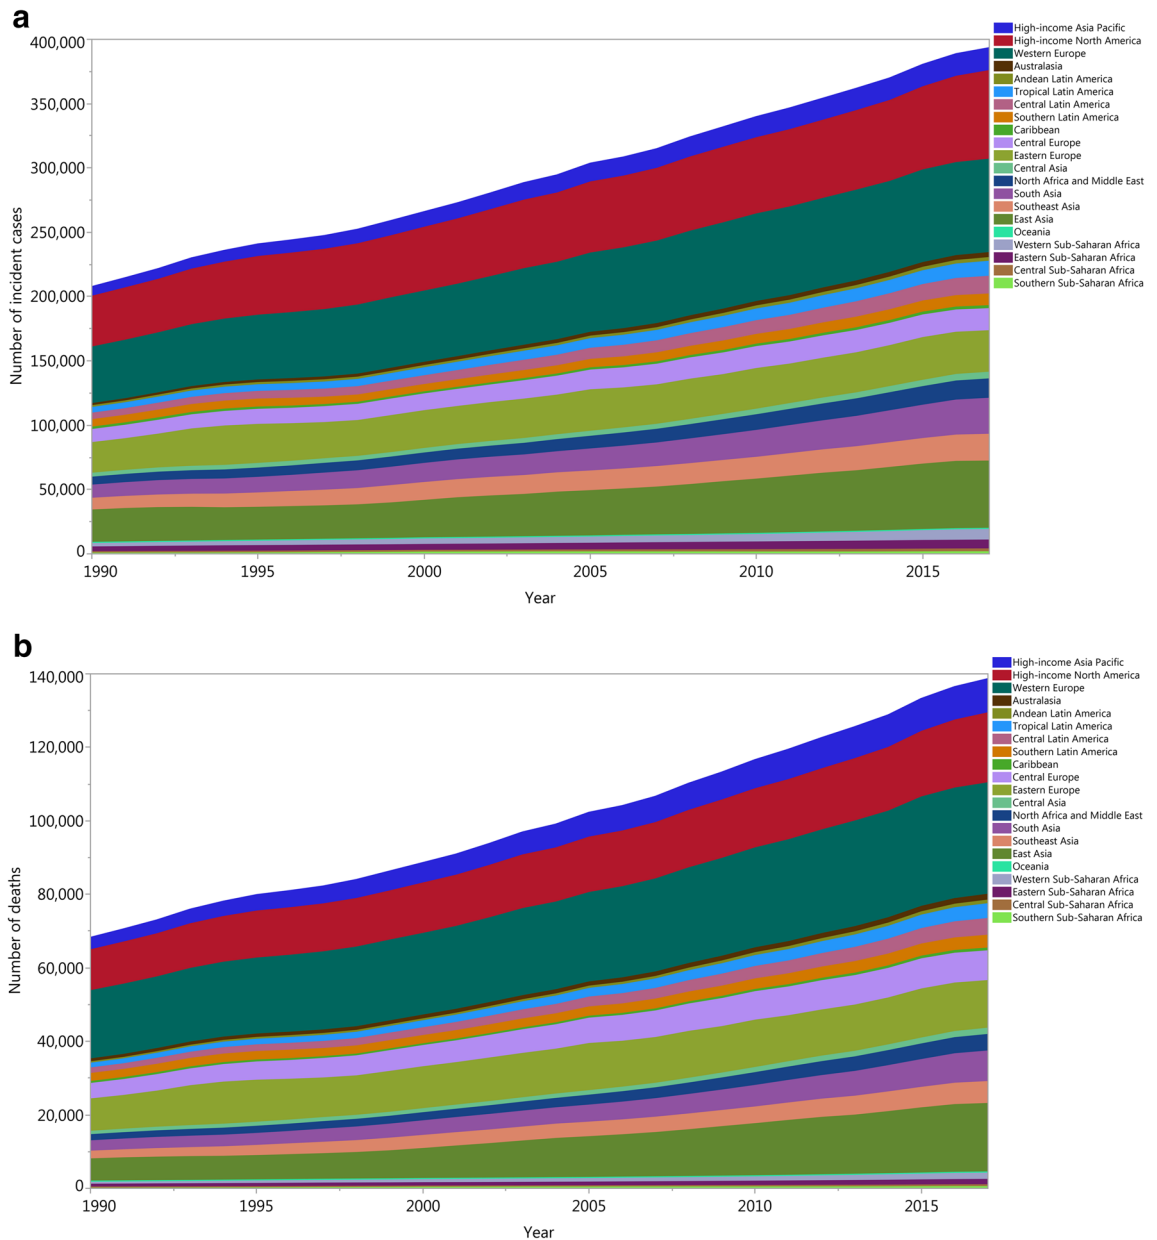 a
400,000
350,000
300,000
250,000
200,000
150,000
100,000
50,000
0
Number of incident cases
1990 1995 2000 2005 2010 2015
Year
High-income Asia Pacific
High-income North America
Western Europe
Australasia
Andean Latin America
Tropical Latin America
Central Latin America
Southern Latin America
Caribbean
Central Europe
Eastern Europe
Central Asia
North Africa and Middle East
South Asia
Southeast Asia
East Asia
Oceania
Western Sub-Saharan Africa
Eastern Sub-Saharan Africa
Central Sub-Saharan Africa
Southern Sub-Saharan Africa
b
140,000
120,000
100,000
80,000
60,000
40,000
20,000
0
Number of deaths
1990 1995 2000 2005 2010 2015
Year
High-income Asia Pacific
High-income North America
Western Europe
Australasia
Andean Latin America
Tropical Latin America
Central Latin America
Southern Latin America
Caribbean
Central Europe
Eastern Europe
Central Asia
North Africa and Middle East
South Asia
Southeast Asia
East Asia
Oceania
Western Sub-Saharan Africa
Eastern Sub-Saharan Africa
Central Sub-Saharan Africa
Southern Sub-Saharan Africa